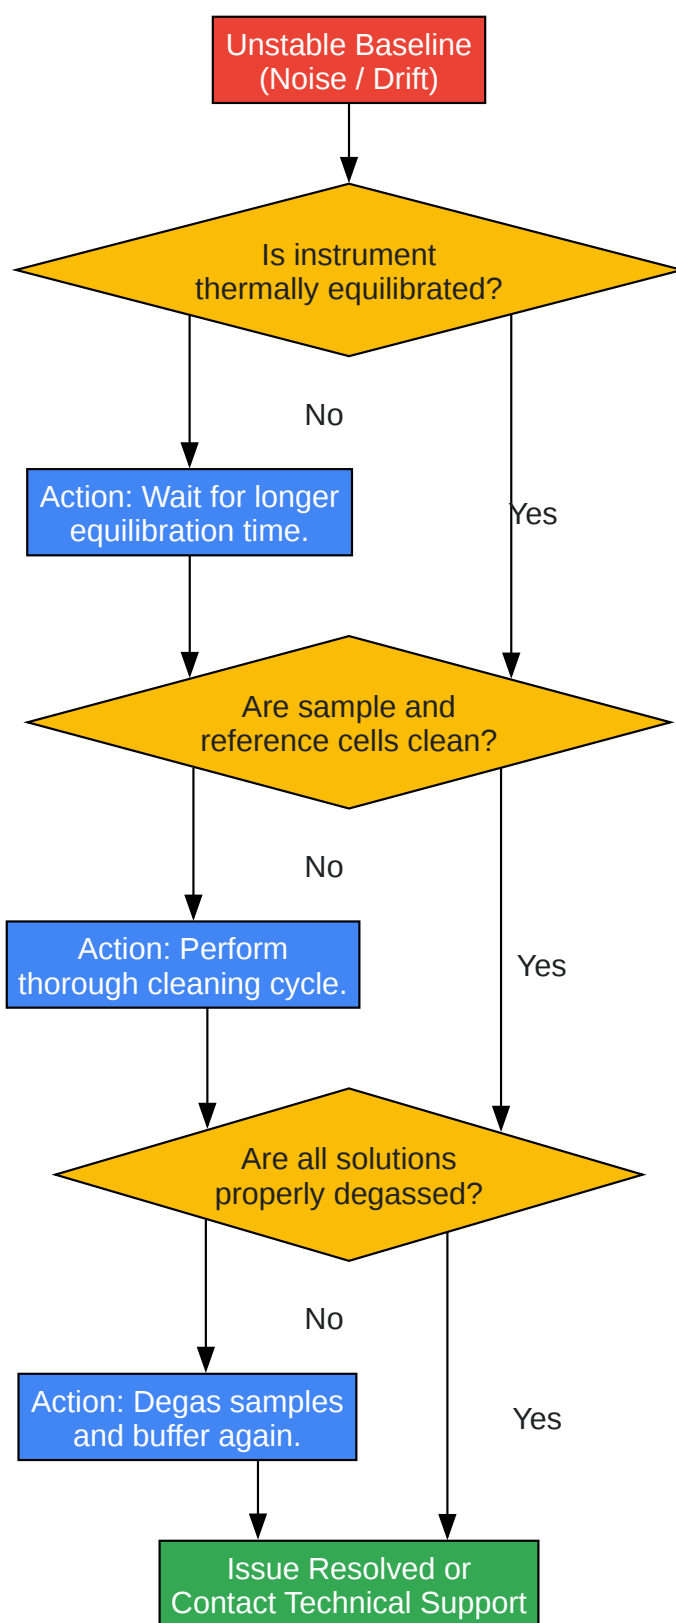 Unstable Baseline
(Noise / Drift)
Is instrument
thermally equilibrated?
No
Action: Wait for longer
equilibration time.
Yes
Are sample and
reference cells clean?
No
Action: Perform
thorough cleaning cycle.
Yes
Are all solutions
properly degassed?
No
Action: Degas samples
and buffer again.
Yes
Issue Resolved or
Contact Technical Support